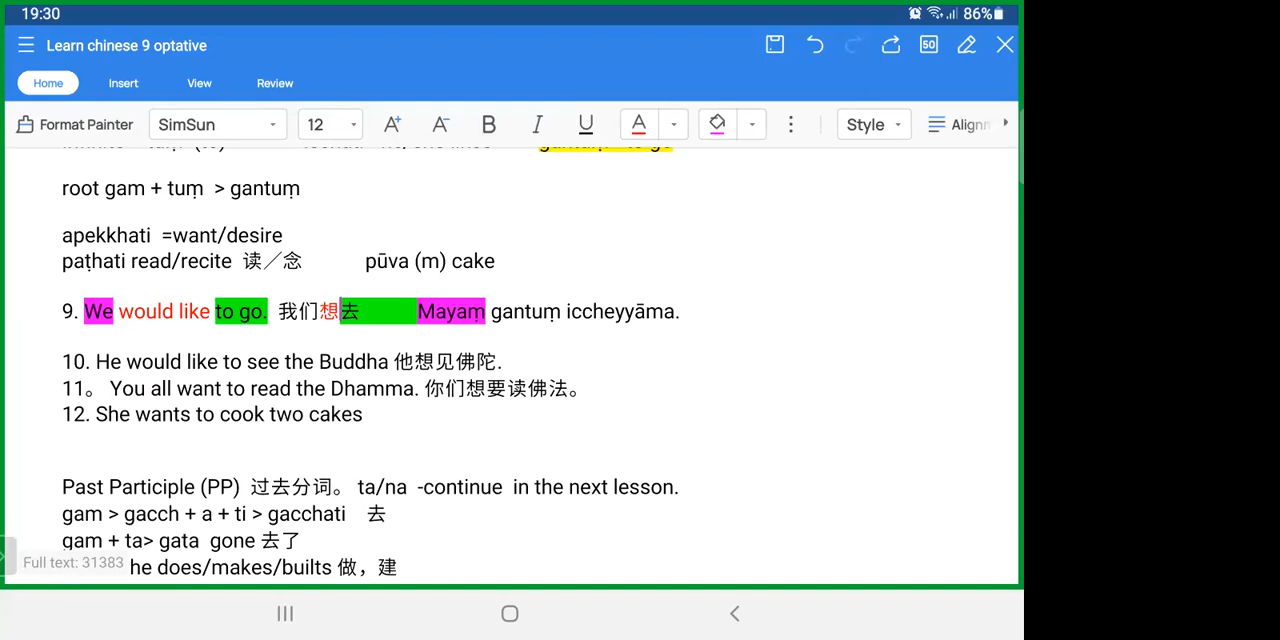 19:30 86%
Learn chinese 9 optative 50
Home Insert View Review
Format Painter SimSun 12 A+ A- B I U A Style Alignm
root gam + tuṃ > gantuṃ
apekkhati =want/desire
paṭhati read/recite 读／念 pūva (m) cake
9. We would like to go. 我们想去 Mayaṃ gantuṃ iccheyyāma.
10. He would like to see the Buddha 他想见佛陀.
11。 You all want to read the Dhamma. 你们想要读佛法。
12. She wants to cook two cakes
Past Participle (PP) 过去分词。 ta/na -continue in the next lesson.
gam > gacch + a + ti > gacchati 去
gam + ta> gata gone 去了
Full text: 31383 he does/makes/builts 做，建